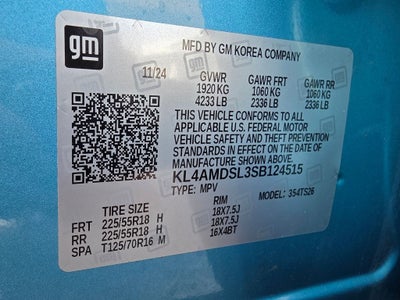 gm
MFD BY GM KOREA COMPANY
11/24 GVWR GAWR FRT GAWR RR
1920 KG 1060 KG 1060 KG
4233 LB 2336 LB 2336 LB
THIS VEHICLE CONFORMS TO ALL
APPLICABLE U.S. FEDERAL MOTOR
VEHICLE SAFETY AND THEFT
PREVENTION STANDARDS IN
EFFECT ON THE DATE OF
MANUFACTURE SHOWN ABOVE.
KL4AMDSL3SB124515
TYPE: MPV MODEL: 354TS26
TIRE SIZE RIM
FRT 225/55R18 H 18X7.5J
RR 225/55R18 H 18X7.5J
SPA T125/70R16 M 16X4BT